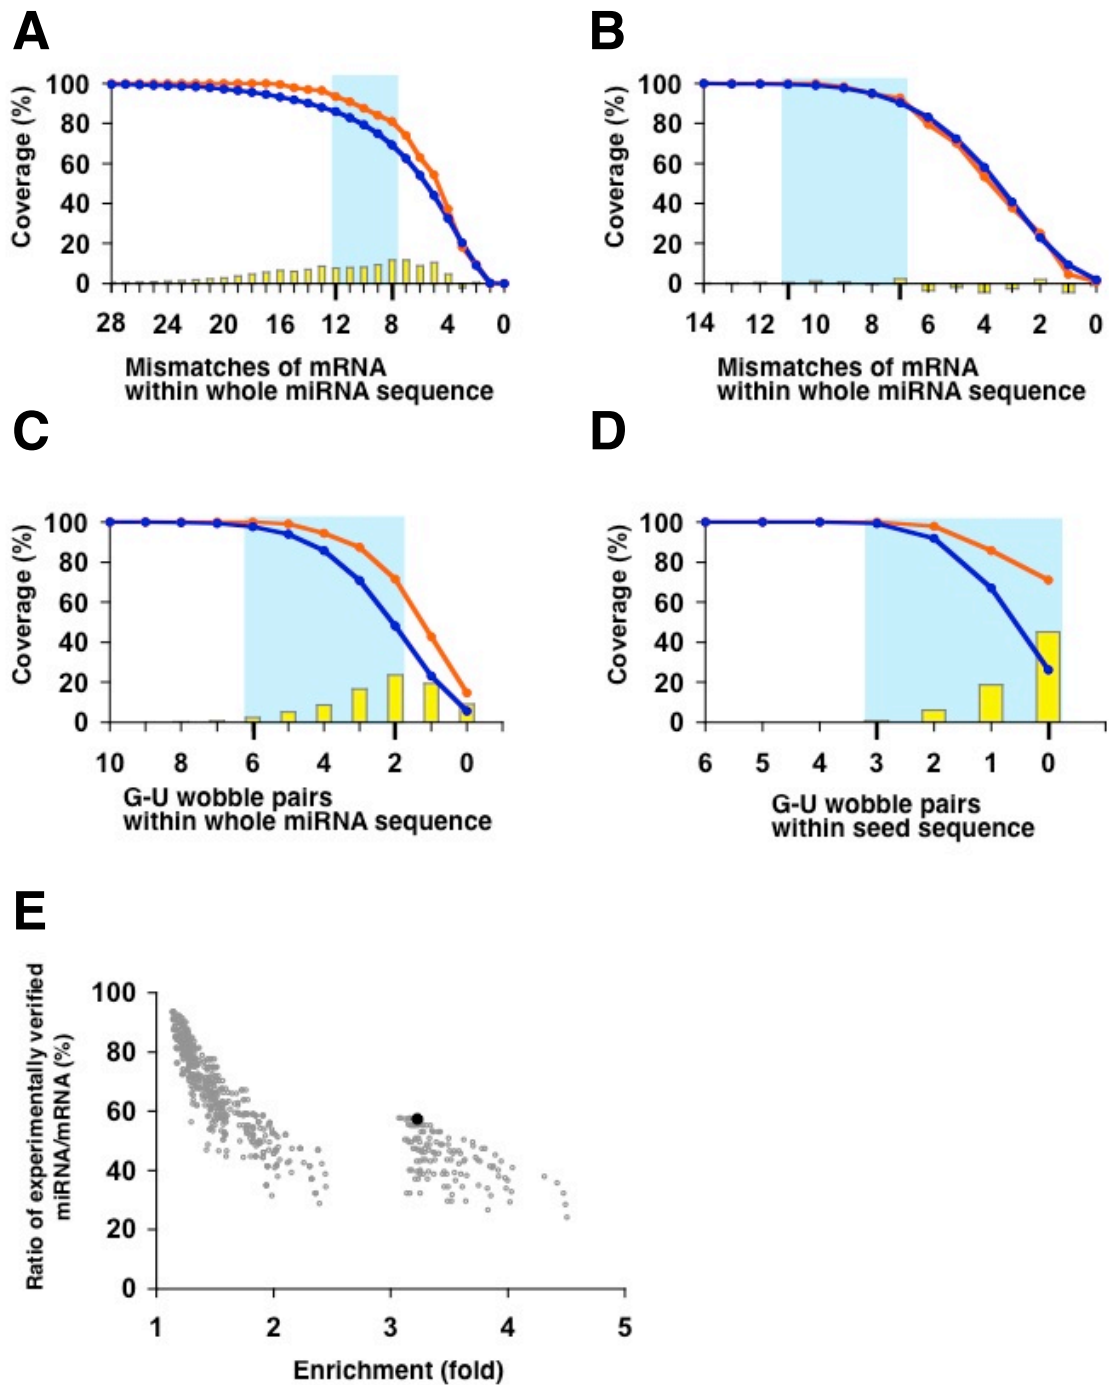 A
Coverage (%)
100
80
60
40
20
0
28 24 20 16 12 8 4 0
Mismatches of mRNA
within whole miRNA sequence
B
Coverage (%)
100
80
60
40
20
0
14 12 10 8 6 4 2 0
Mismatches of mRNA
within whole miRNA sequence
C
Coverage (%)
100
80
60
40
20
0
10 8 6 4 2 0
G-U wobble pairs
within whole miRNA sequence
D
Coverage (%)
100
80
60
40
20
0
6 5 4 3 2 1 0
G-U wobble pairs
within seed sequence
E
Ratio of experimentally verified
miRNA/mRNA (%)
100
80
60
40
20
0
1 2 3 4 5
Enrichment (fold)